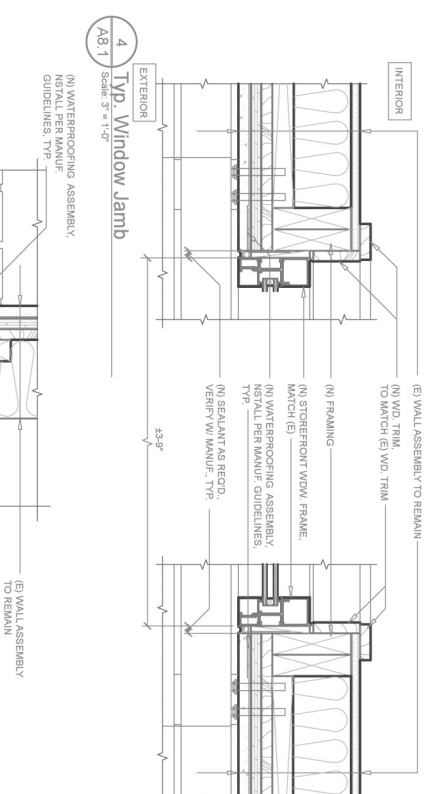 INTERIOR
(E) WALL ASSEMBLY TO REMAIN
(N) WD. TRIM,
TO MATCH (E) WD. TRIM
(N) FRAMING
(N) STOREFRONT WDW. FRAME,
MATCH (E)
(N) WATERPROOFING ASSEMBLY,
NSTALL PER MANUF. GUIDELINES,
TYP.
(N) SEALANT AS REQ'D.,
VERIFY W/ MANUF., TYP.
±3'-9"
EXTERIOR
4
A8.1
Typ. Window Jamb
Scale: 3" = 1'-0"
(N) WATERPROOFING ASSEMBLY,
NSTALL PER MANUF.
GUIDELINES, TYP.
(E) WALL ASSEMBLY
TO REMAIN